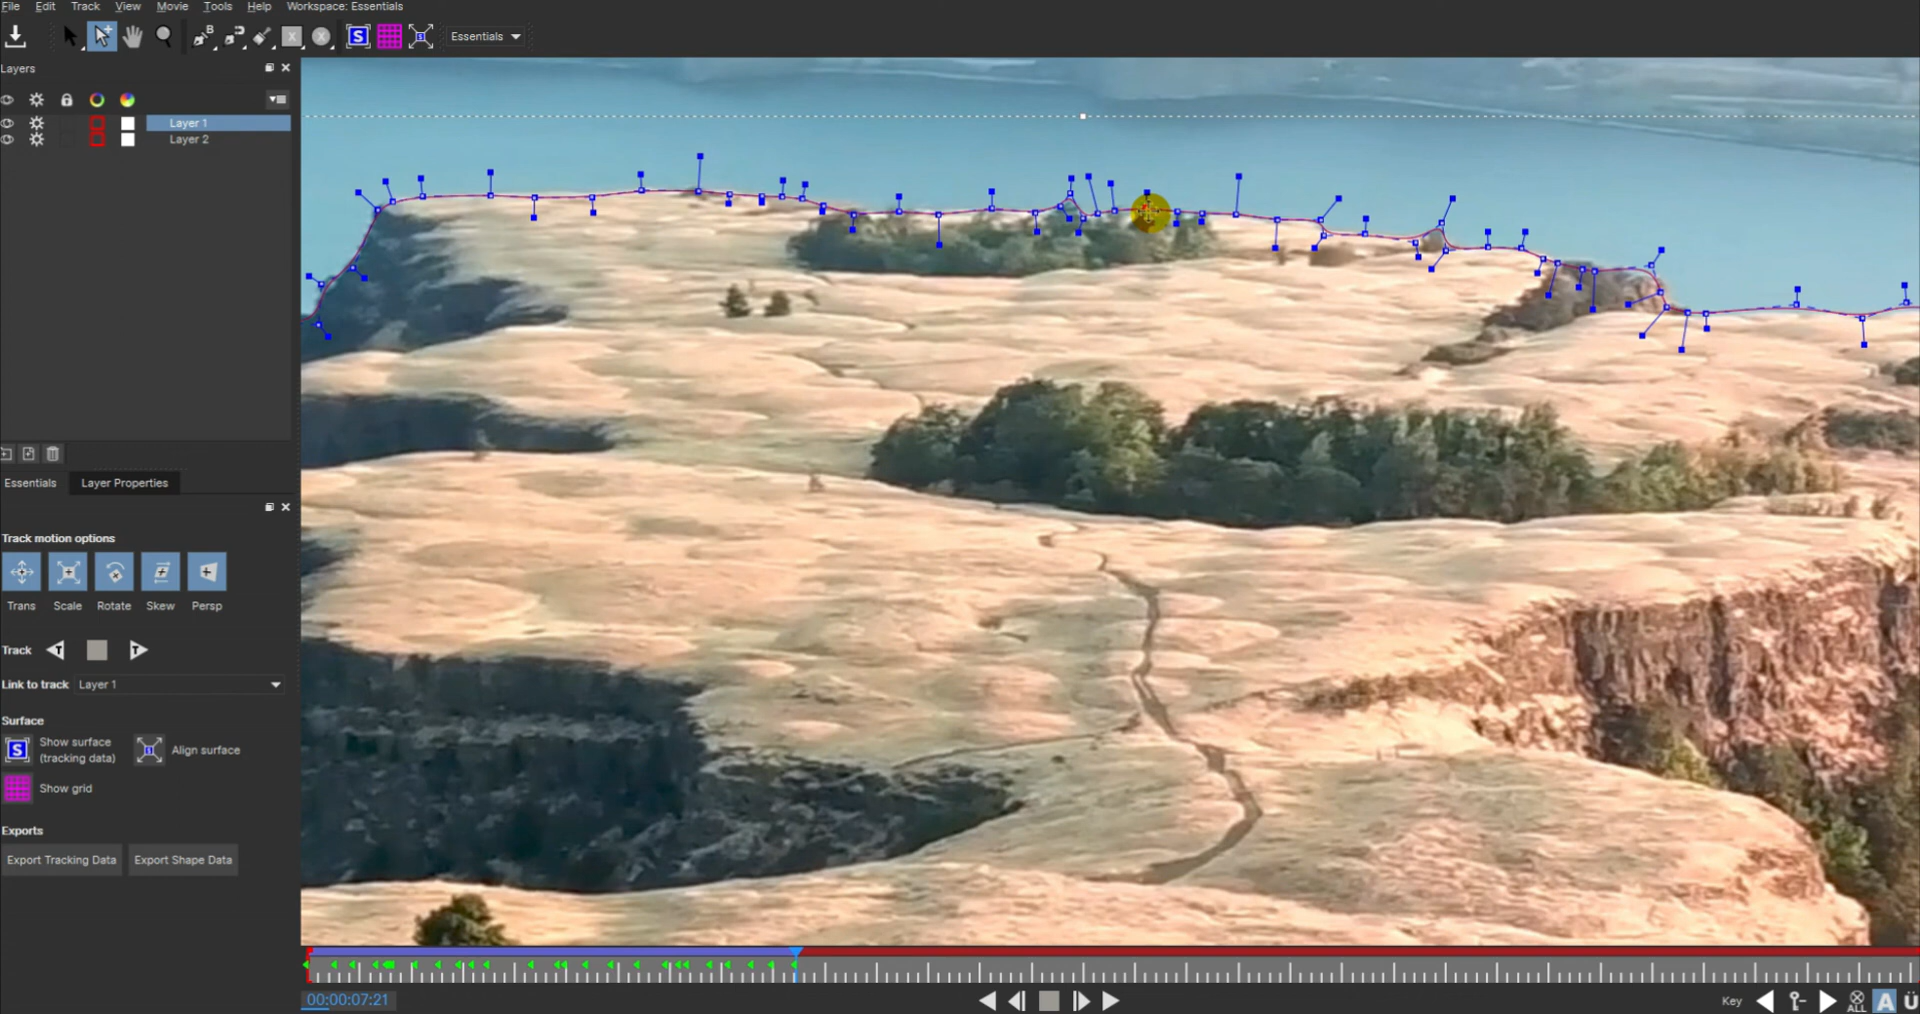 File Edit Track View Movie Tools Help Workspace: Essentials
S S Essentials
Layers
Layer 1
Layer 2
Essentials Layer Properties
Track motion options
Trans Scale Rotate Skew Persp
Track T T
Link to track Layer 1
Surface
S Show surface (tracking data) S Align surface
Show grid
Exports
Export Tracking Data Export Shape Data
00:00:07:21 Key ALL A Ü